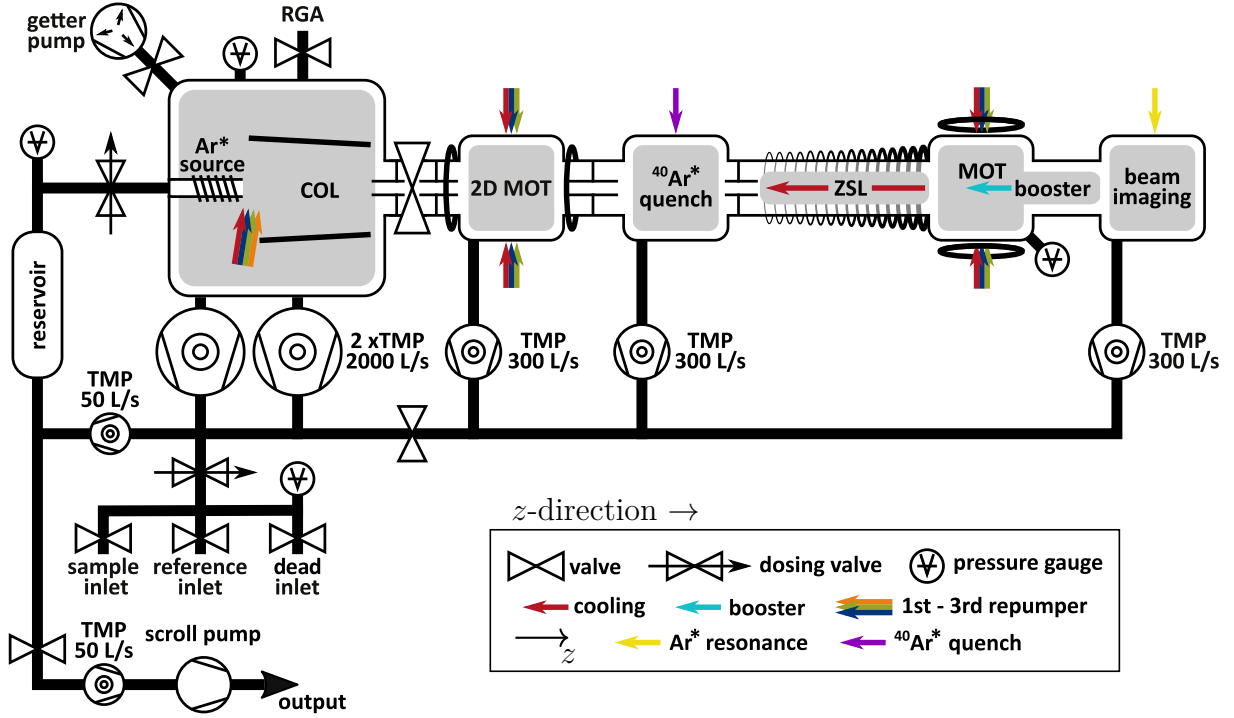 getter
pump
RGA
Ar*
source
COL
2D MOT
40Ar*
quench
ZSL
MOT
booster
beam
imaging
reservoir
2 xTMP
2000 L/s
TMP
300 L/s
TMP
300 L/s
TMP
300 L/s
TMP
50 L/s
sample
inlet
reference
inlet
dead
inlet
TMP
50 L/s
scroll pump
output
z-direction →
valve
dosing valve
pressure gauge
cooling
booster
1st - 3rd repumper
z
Ar* resonance
40Ar* quench